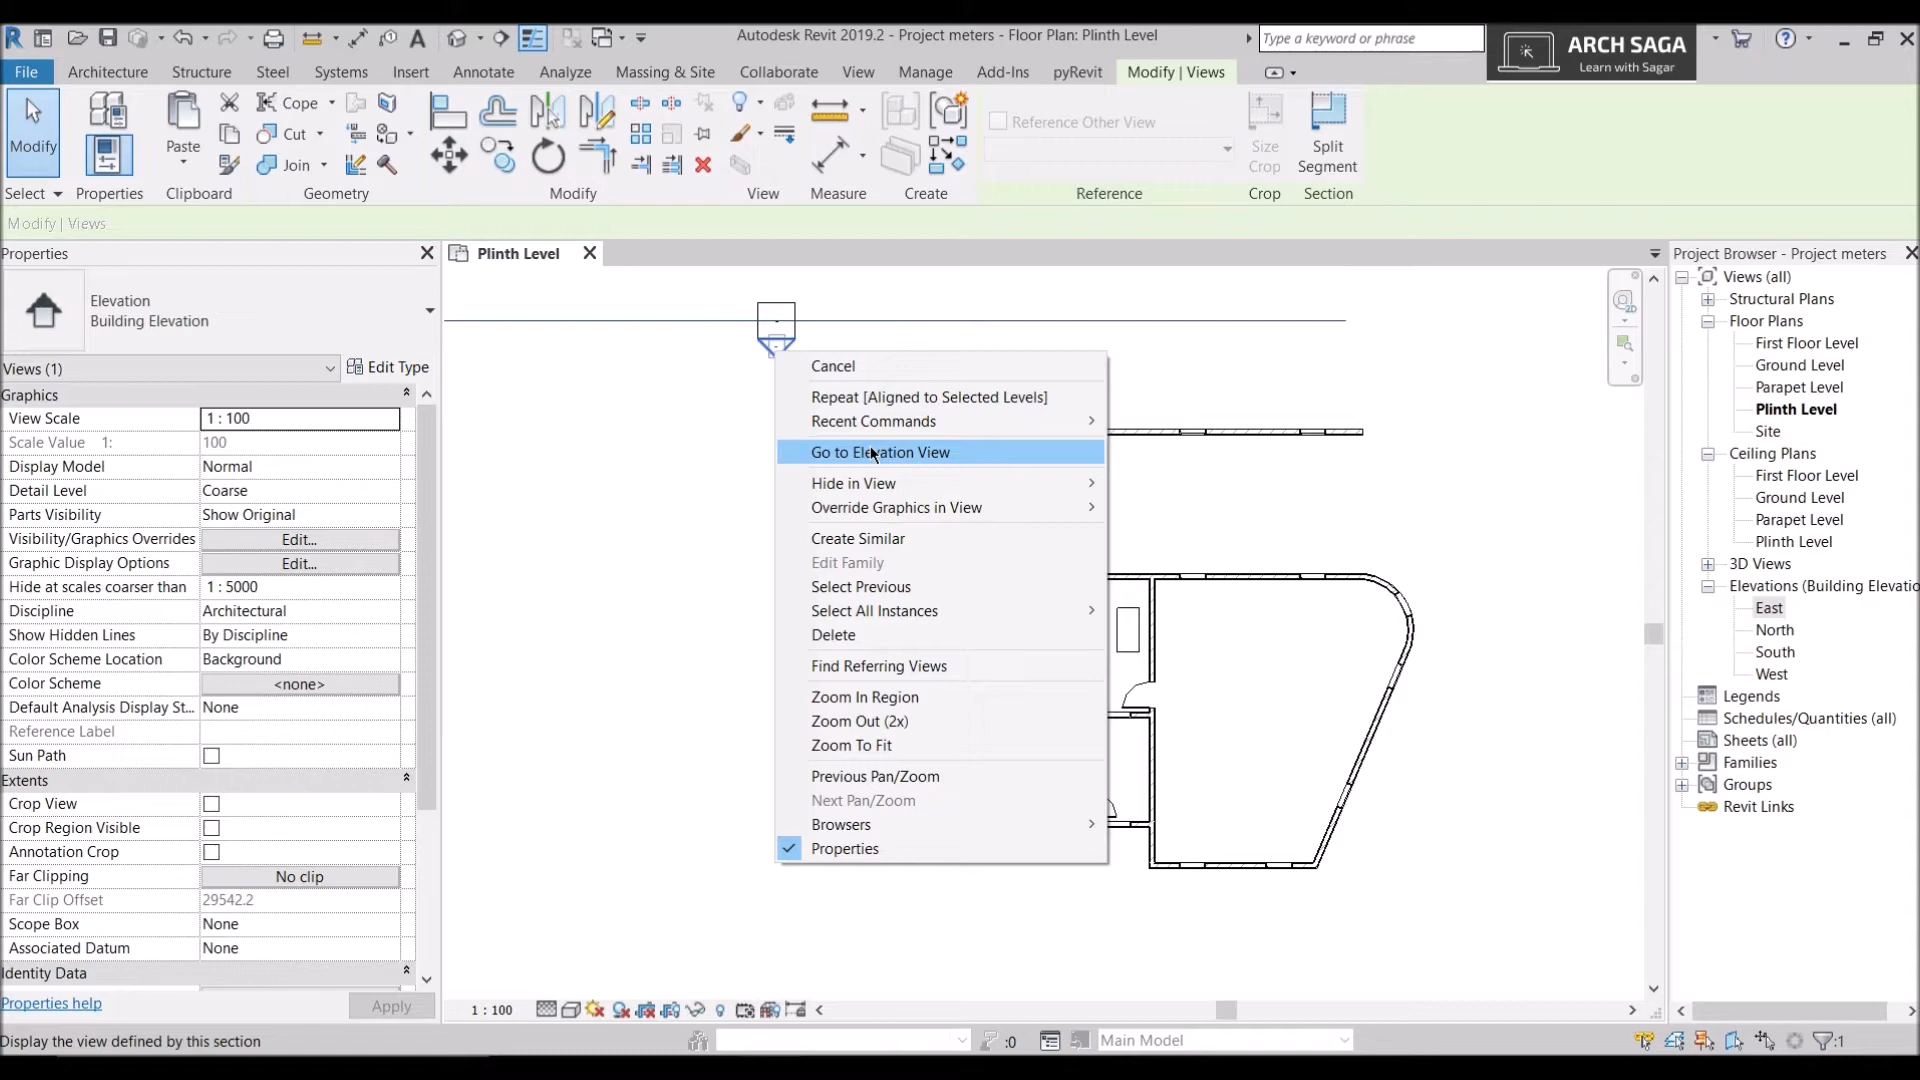 Autodesk Revit 2019.2 - Project meters - Floor Plan: Plinth Level
Type a keyword or phrase
ARCH SAGA
Learn with Sagar
File Architecture Structure Steel Systems Insert Annotate Analyze Massing & Site Collaborate View Manage Add-Ins pyRevit Modify | Views
Modify
Paste
Cope
Cut
Join
Reference Other View
Size Crop
Split Segment
Select Properties Clipboard Geometry Modify View Measure Create Reference Crop Section
Modify | Views
Properties
Elevation
Building Elevation
Views (1) Edit Type
Graphics
View Scale 1 : 100
Scale Value 1: 100
Display Model Normal
Detail Level Coarse
Parts Visibility Show Original
Visibility/Graphics Overrides Edit...
Graphic Display Options Edit...
Hide at scales coarser than 1 : 5000
Discipline Architectural
Show Hidden Lines By Discipline
Color Scheme Location Background
Color Scheme <none>
Default Analysis Display St... None
Reference Label
Sun Path
Extents
Crop View
Crop Region Visible
Annotation Crop
Far Clipping No clip
Far Clip Offset 29542.2
Scope Box None
Associated Datum None
Identity Data
Properties help Apply
Plinth Level
Cancel
Repeat [Aligned to Selected Levels]
Recent Commands
Go to Elevation View
Hide in View
Override Graphics in View
Create Similar
Edit Family
Select Previous
Select All Instances
Delete
Find Referring Views
Zoom In Region
Zoom Out (2x)
Zoom To Fit
Previous Pan/Zoom
Next Pan/Zoom
Browsers
Properties
2D
Project Browser - Project meters
Views (all)
Structural Plans
Floor Plans
First Floor Level
Ground Level
Parapet Level
Plinth Level
Site
Ceiling Plans
First Floor Level
Ground Level
Parapet Level
Plinth Level
3D Views
Elevations (Building Elevatio
East
North
South
West
Legends
Schedules/Quantities (all)
Sheets (all)
Families
Groups
Revit Links
1 : 100
Display the view defined by this section
:0
Main Model
:1